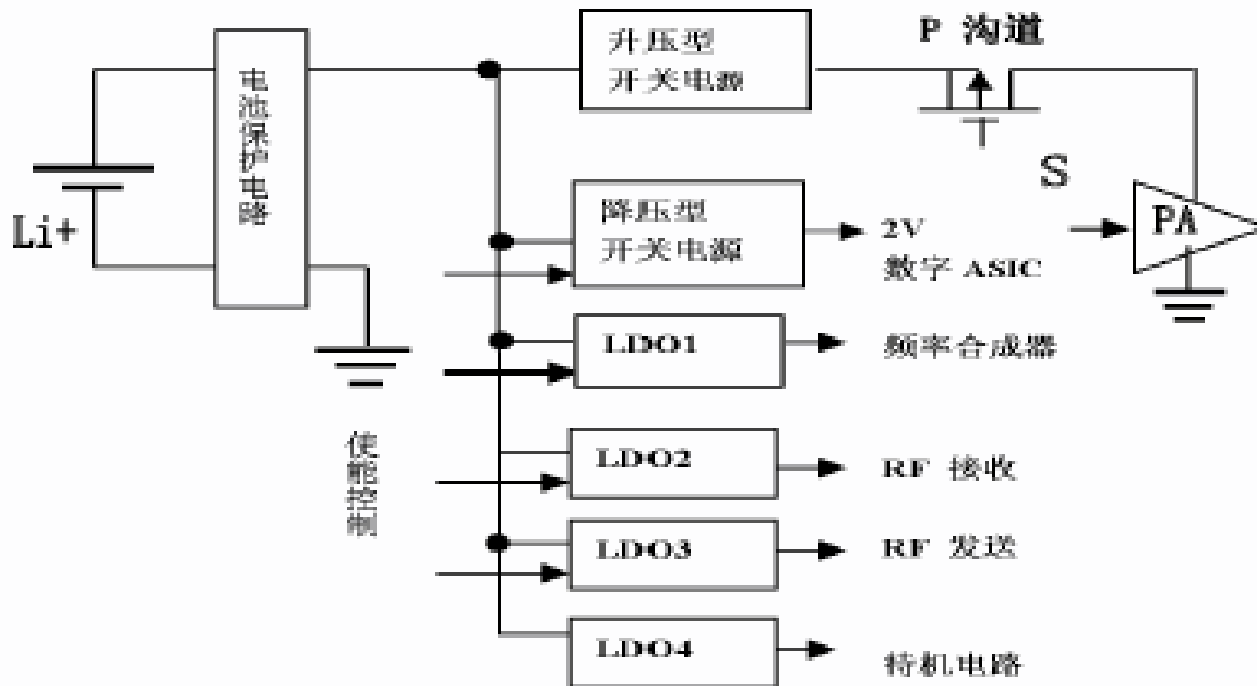 升压型
开关电源
P 沟道
电池保护电路
Li+
降压型
开关电源
2V
数字 ASIC
S
PA
LDO1
频率合成器
使能控制
LDO2
RF 接收
LDO3
RF 发送
LDO4
待机电路